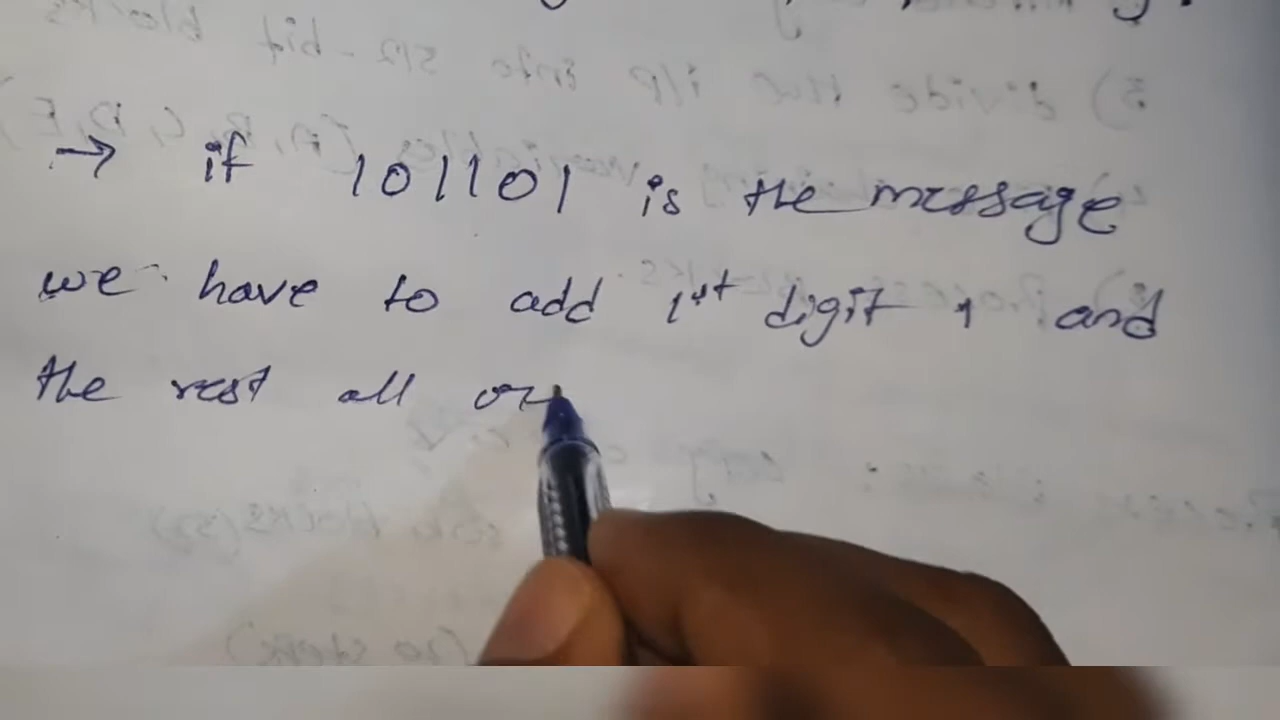 → if 101101 is the message
we have to add 1st digit 1 and
the rest all